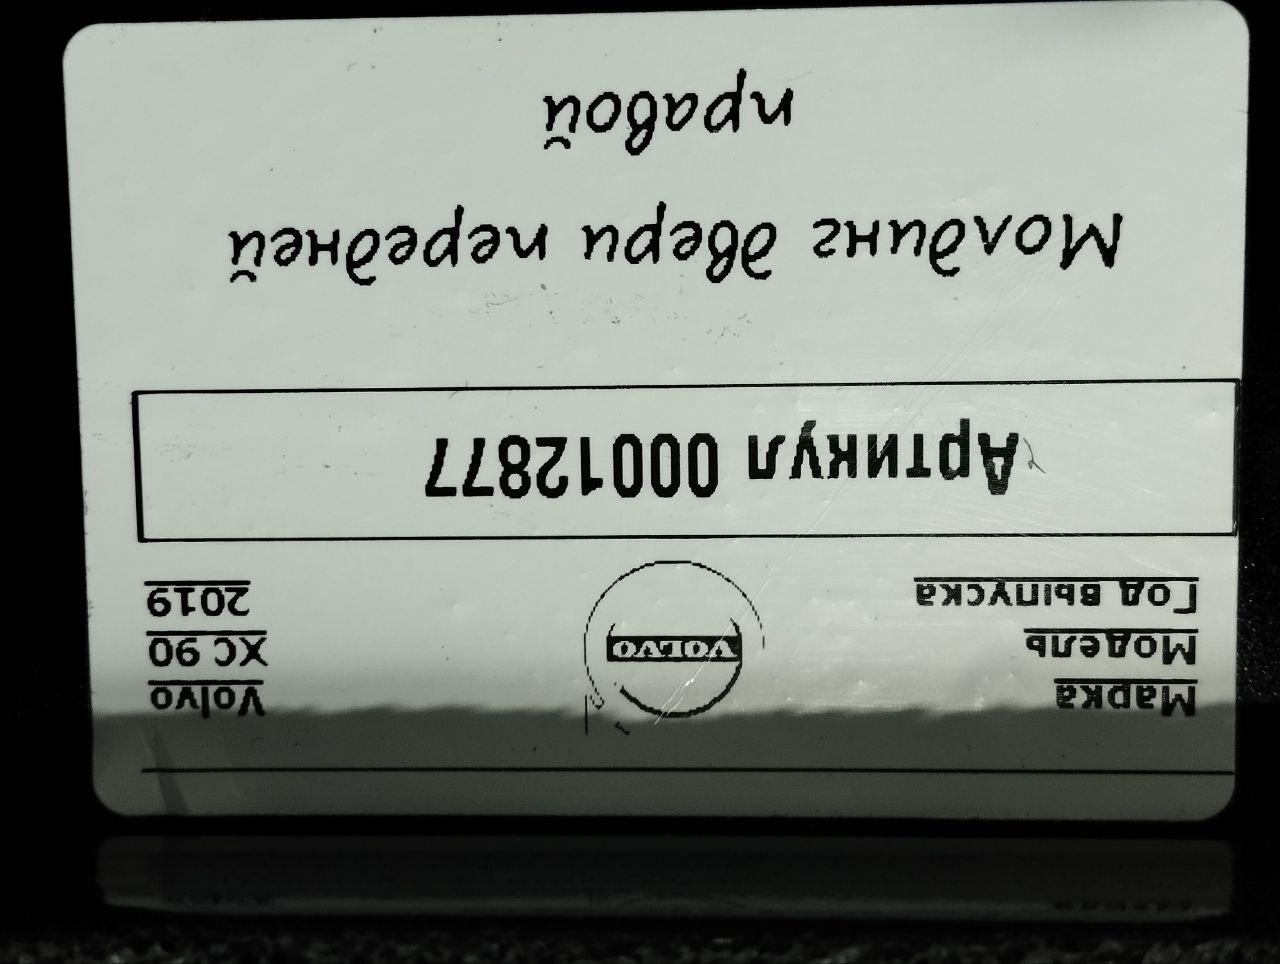 Марка Volvo
Модель XC 90
Год выпуска 2019
VOLVO
Артикул 00012877
Молдинг двери передней
правой